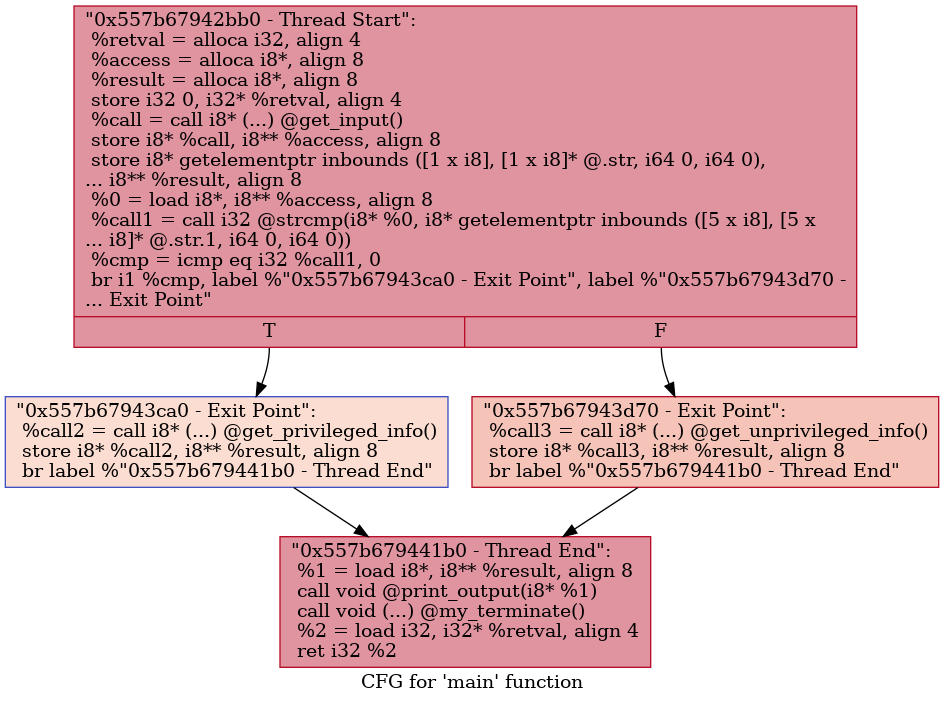 "0x557b67942bb0 - Thread Start":
%retval = alloca i32, align 4
%access = alloca i8*, align 8
%result = alloca i8*, align 8
store i32 0, i32* %retval, align 4
%call = call i8* (...) @get_input()
store i8* %call, i8** %access, align 8
store i8* getelementptr inbounds ([1 x i8], [1 x i8]* @.str, i64 0, i64 0),
... i8** %result, align 8
%0 = load i8*, i8** %access, align 8
%call1 = call i32 @strcmp(i8* %0, i8* getelementptr inbounds ([5 x i8], [5 x
... i8]* @.str.1, i64 0, i64 0))
%cmp = icmp eq i32 %call1, 0
br i1 %cmp, label %"0x557b67943ca0 - Exit Point", label %"0x557b67943d70 -
... Exit Point"
T
F
"0x557b67943ca0 - Exit Point":
%call2 = call i8* (...) @get_privileged_info()
store i8* %call2, i8** %result, align 8
br label %"0x557b679441b0 - Thread End"
"0x557b67943d70 - Exit Point":
%call3 = call i8* (...) @get_unprivileged_info()
store i8* %call3, i8** %result, align 8
br label %"0x557b679441b0 - Thread End"
"0x557b679441b0 - Thread End":
%1 = load i8*, i8** %result, align 8
call void @print_output(i8* %1)
call void (...) @my_terminate()
%2 = load i32, i32* %retval, align 4
ret i32 %2
CFG for 'main' function